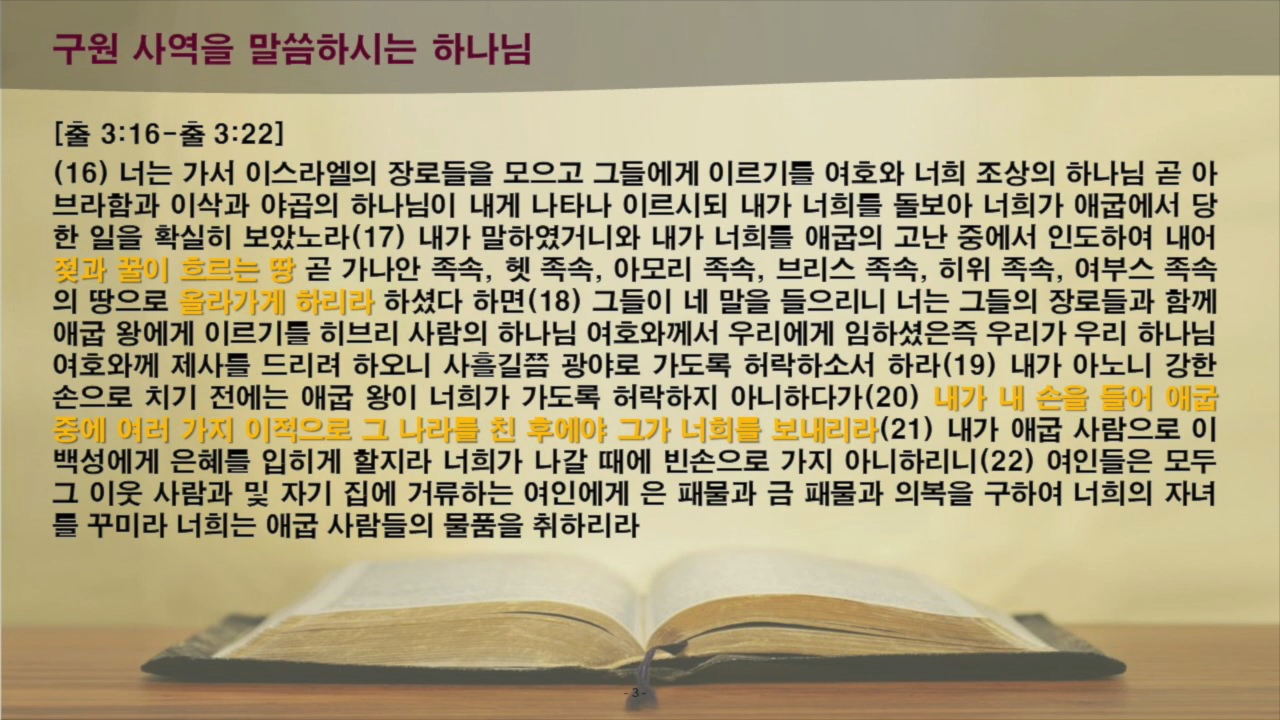 구원 사역을 말씀하시는 하나님
[출 3:16-출 3:22]
(16) 너는 가서 이스라엘의 장로들을 모으고 그들에게 이르기를 여호와 너희 조상의 하나님 곧 아
브라함과 이삭과 야곱의 하나님이 내게 나타나 이르시되 내가 너희를 돌보아 너희가 애굽에서 당
한 일을 확실히 보았노라(17) 내가 말하였거니와 내가 너희를 애굽의 고난 중에서 인도하여 내어
젖과 꿀이 흐르는 땅 곧 가나안 족속, 헷 족속, 아모리 족속, 브리스 족속, 히위 족속, 여부스 족속
의 땅으로 올라가게 하리라 하셨다 하면(18) 그들이 네 말을 들으리니 너는 그들의 장로들과 함께
애굽 왕에게 이르기를 히브리 사람의 하나님 여호와께서 우리에게 임하셨은즉 우리가 우리 하나님
여호와께 제사를 드리려 하오니 사흘길쯤 광야로 가도록 허락하소서 하라(19) 내가 아노니 강한
손으로 치기 전에는 애굽 왕이 너희가 가도록 허락하지 아니하다가(20) 내가 내 손을 들어 애굽
중에 여러 가지 이적으로 그 나라를 친 후에야 그가 너희를 보내리라(21) 내가 애굽 사람으로 이
백성에게 은혜를 입히게 할지라 너희가 나갈 때에 빈손으로 가지 아니하리니(22) 여인들은 모두
그 이웃 사람과 및 자기 집에 거류하는 여인에게 은 패물과 금 패물과 의복을 구하여 너희의 자녀
를 꾸미라 너희는 애굽 사람들의 물품을 취하리라
- 3 -